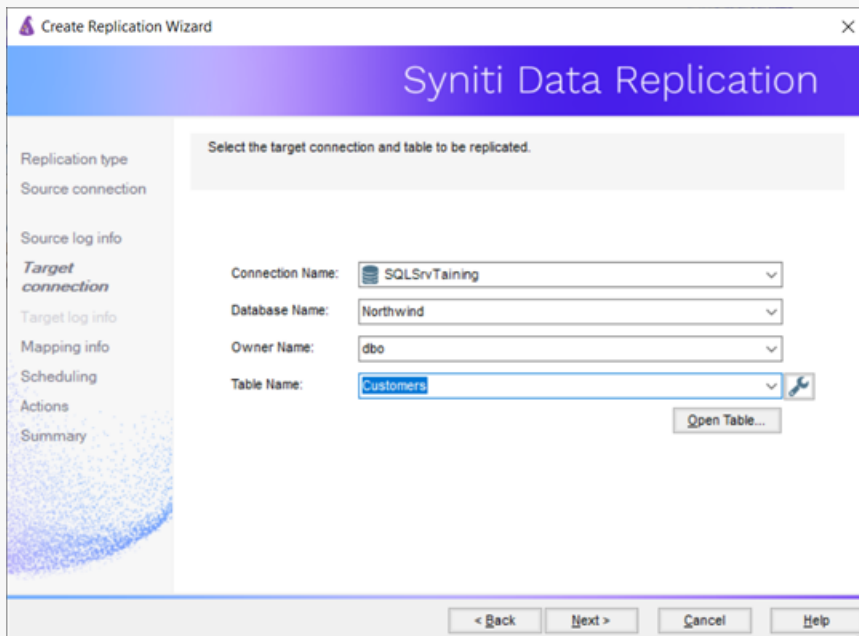 Create Replication Wizard
Syniti Data Replication
Replication type
Source connection
Source log info
Target
connection
Target log info
Mapping info
Scheduling
Actions
Summary
Select the target connection and table to be replicated.
Connection Name: SQLSrvTaining
Database Name: Northwind
Owner Name: dbo
Table Name: Customers
Open Table...
< Back Next > Cancel Help